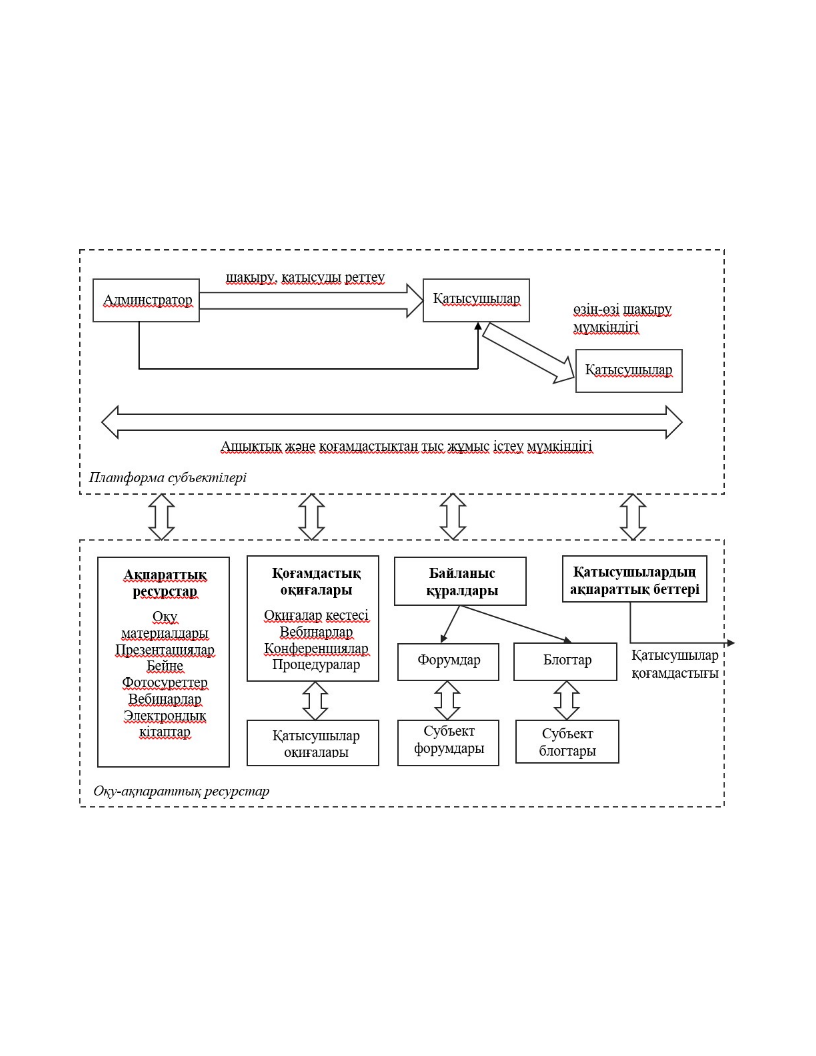 шақыру, қатысуды реттеу
Админстратор
Қатысушылар
өзін-өзі шақыру
мүмкіндігі
Қатысушылар
Ашықтық және қоғамдастықтан тыс жұмыс істеу мүмкіндігі
Платформа субъектілері
Ақпараттық
ресурстар
Оқу
материалдары
Презентациялар
Бейне
Фотосуреттер
Вебинарлар
Электрондық
кітаптар
Қоғамдастық
оқиғалары
Оқиғалар кестесі
Вебинарлар
Конференциялар
Процедуралар
Қатысушылар
оқиғалары
Байланыс
құралдары
Форумдар
Блогтар
Субъект
форумдары
Субъект
блогтары
Қатысушылардың
ақпараттық беттері
Қатысушылар
қоғамдастығы
Оқу-ақпараттық ресурстар